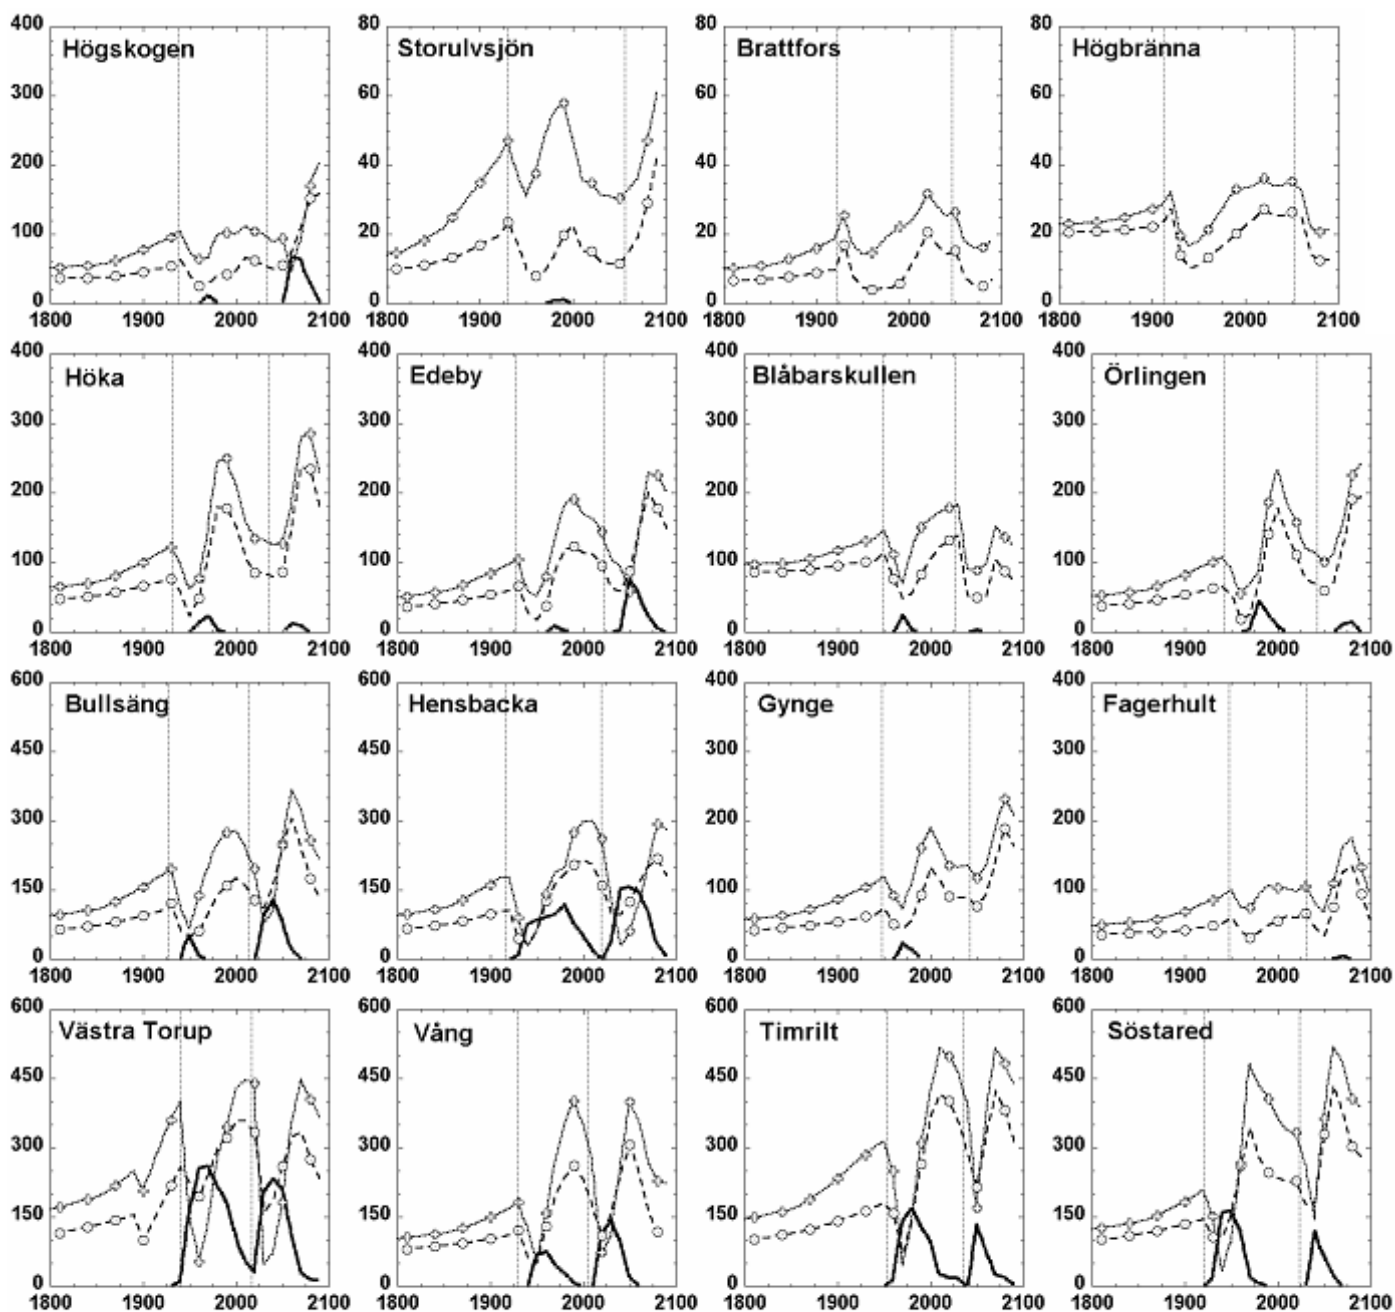 400 80 80 80
Högskogen Storulvsjön Brattfors Högbränna
300 60 60 60
200 40 40 40
100 20 20 20
0 0 0 0
1800 1900 2000 2100 1800 1900 2000 2100 1800 1900 2000 2100 1800 1900 2000 2100
400 400 400 400
Höka Edeby Blåbarskullen Örlingen
300 300 300 300
200 200 200 200
100 100 100 100
0 0 0 0
1800 1900 2000 2100 1800 1900 2000 2100 1800 1900 2000 2100 1800 1900 2000 2100
600 600 400 400
Bullsäng Hensbacka Gynge Fagerhult
450 450 300 300
300 300 200 200
150 150 100 100
0 0 0 0
1800 1900 2000 2100 1800 1900 2000 2100 1800 1900 2000 2100 1800 1900 2000 2100
600 600 600 600
Västra Torup Vång Timrilt Söstared
450 450 450 450
300 300 300 300
150 150 150 150
0 0 0 0
1800 1900 2000 2100 1800 1900 2000 2100 1800 1900 2000 2100 1800 1900 2000 2100